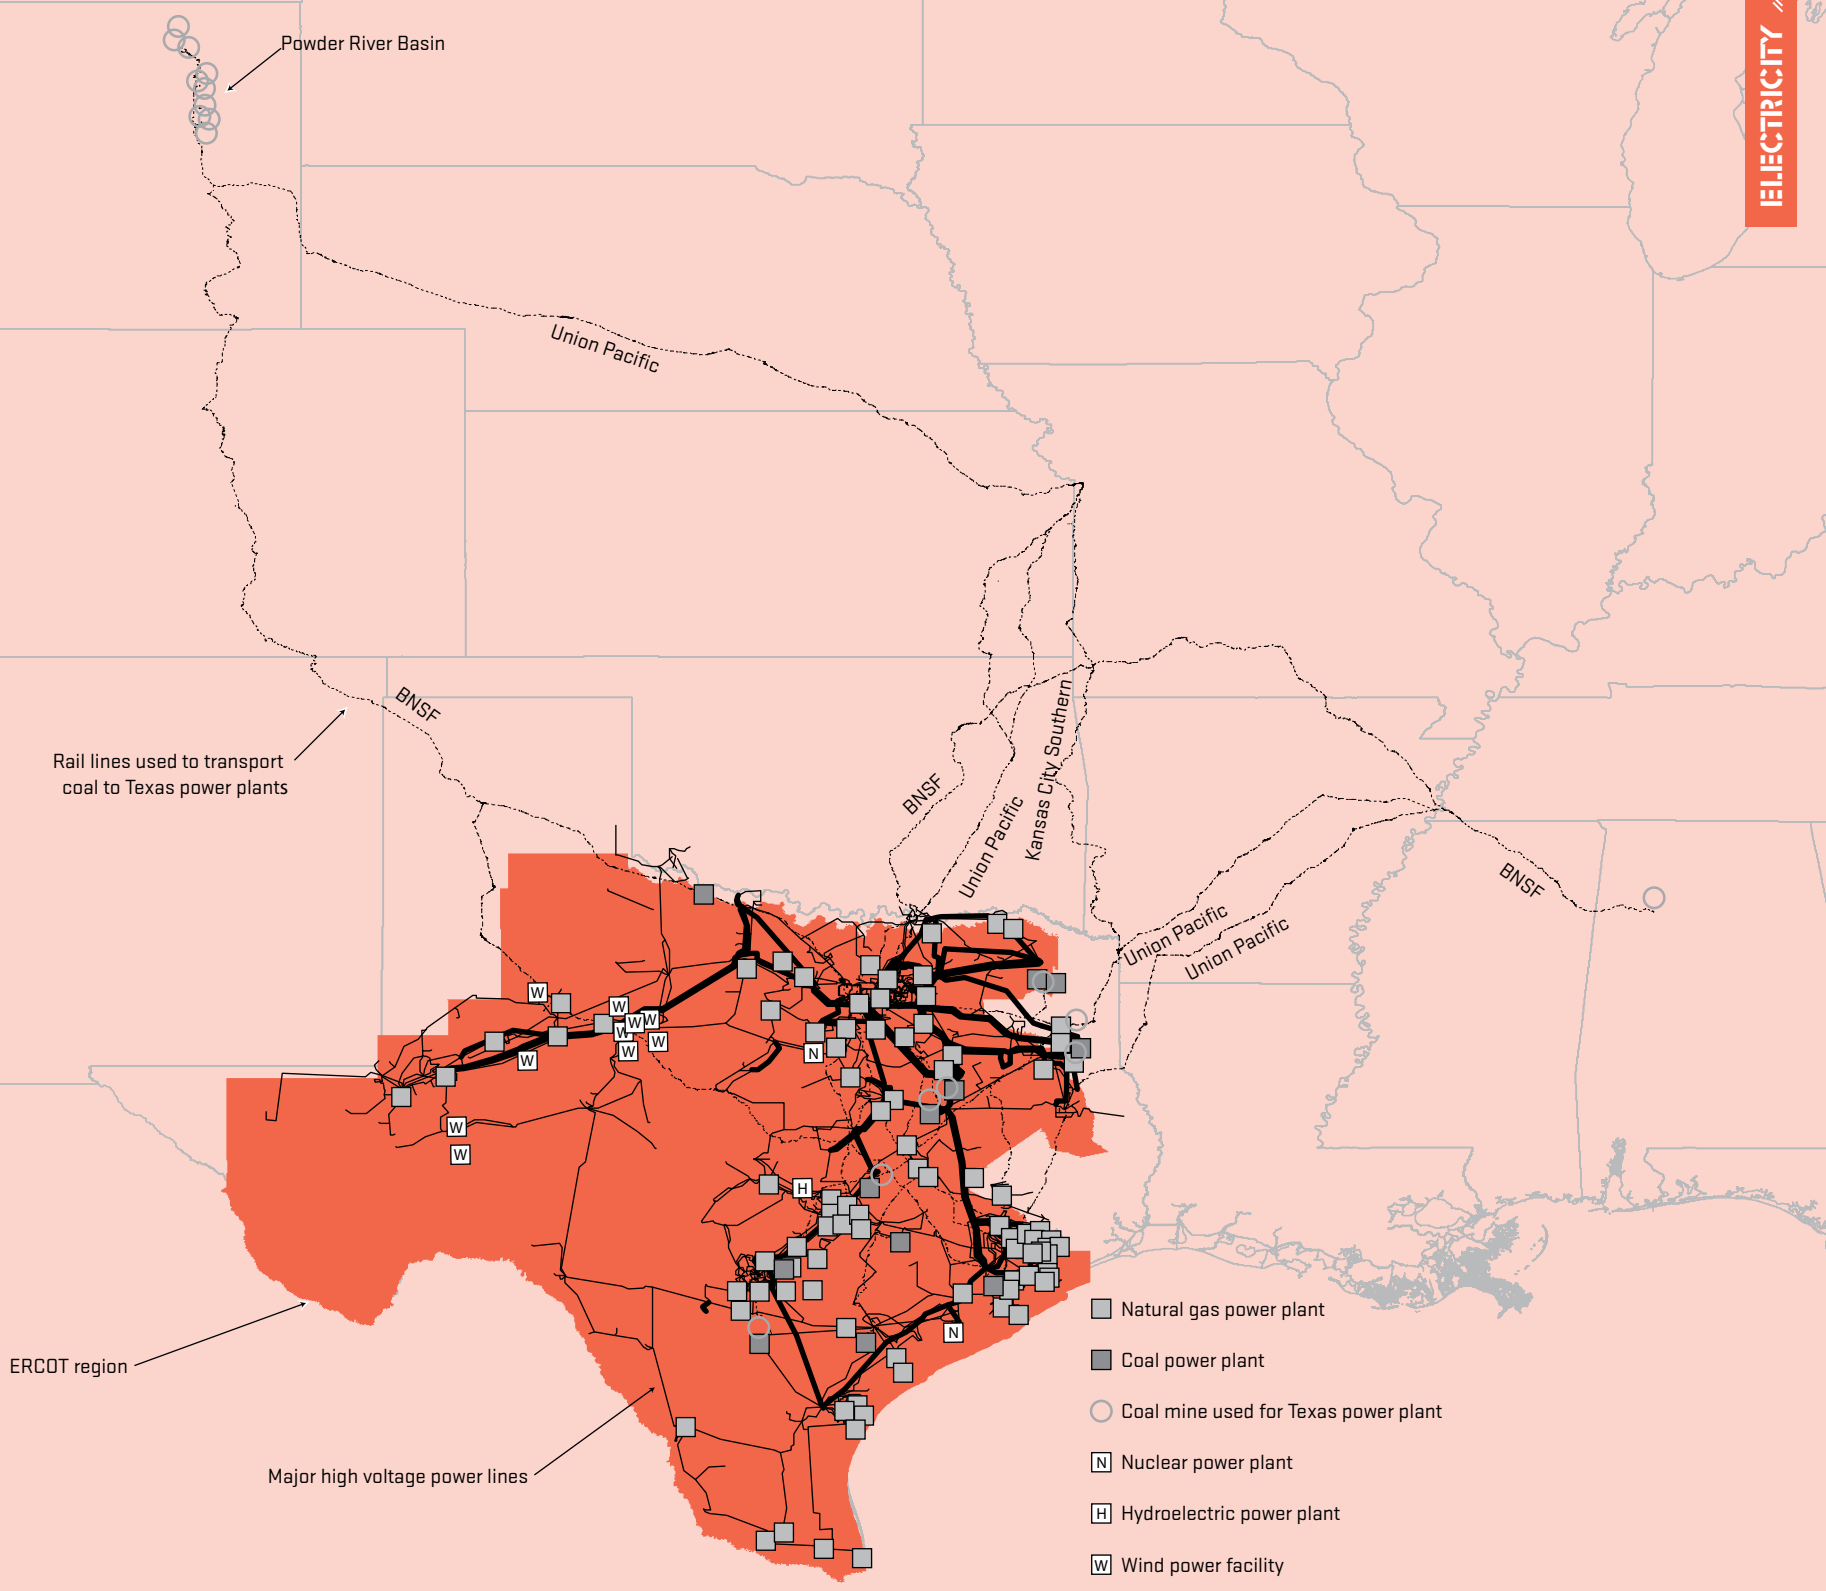 ELECTRICITY //
Powder River Basin
Union Pacific
BNSF
Rail lines used to transport
coal to Texas power plants
BNSF
Union Pacific
Kansas City Southern
BNSF
Union Pacific
Union Pacific
W
W
W
W
W
W
W
W
N
W
W
W
H
N
ERCOT region
Major high voltage power lines
Natural gas power plant
Coal power plant
Coal mine used for Texas power plant
N Nuclear power plant
H Hydroelectric power plant
W Wind power facility